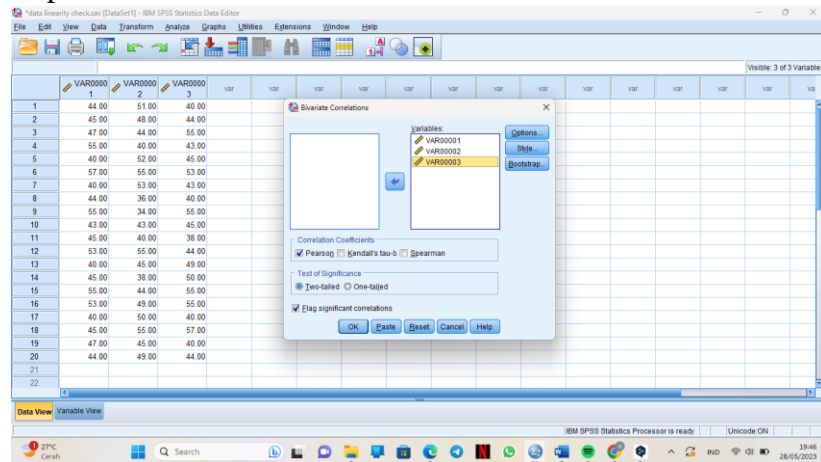 *data linearity check.sav [DataSet1] - IBM SPSS Statistics Data Editor
File Edit View Data Transform Analyze Graphs Utilities Extensions Window Help
Visible: 3 of 3 Variable
VAR00001 VAR00002 VAR00003 var var var var var var var var var var va
1 44.00 51.00 40.00
2 45.00 48.00 44.00
3 47.00 44.00 55.00
4 55.00 40.00 43.00
5 40.00 52.00 45.00
6 57.00 55.00 53.00
7 40.00 53.00 43.00
8 44.00 36.00 40.00
9 55.00 34.00 55.00
10 43.00 43.00 45.00
11 45.00 40.00 38.00
12 53.00 55.00 44.00
13 40.00 45.00 49.00
14 45.00 38.00 50.00
15 55.00 44.00 55.00
16 53.00 49.00 55.00
17 40.00 50.00 40.00
18 45.00 55.00 57.00
19 47.00 45.00 40.00
20 44.00 49.00 44.00
21
22
Bivariate Correlations
Variables:
VAR00001
VAR00002
VAR00003
Options...
Style...
Bootstrap...
Correlation Coefficients
Pearson Kendall's tau-b Spearman
Test of Significance
Two-tailed One-tailed
Flag significant correlations
OK Paste Reset Cancel Help
Data View Variable View
IBM SPSS Statistics Processor is ready Unicode:ON
27°C
Cerah
Search
IND
19:46
28/05/2023